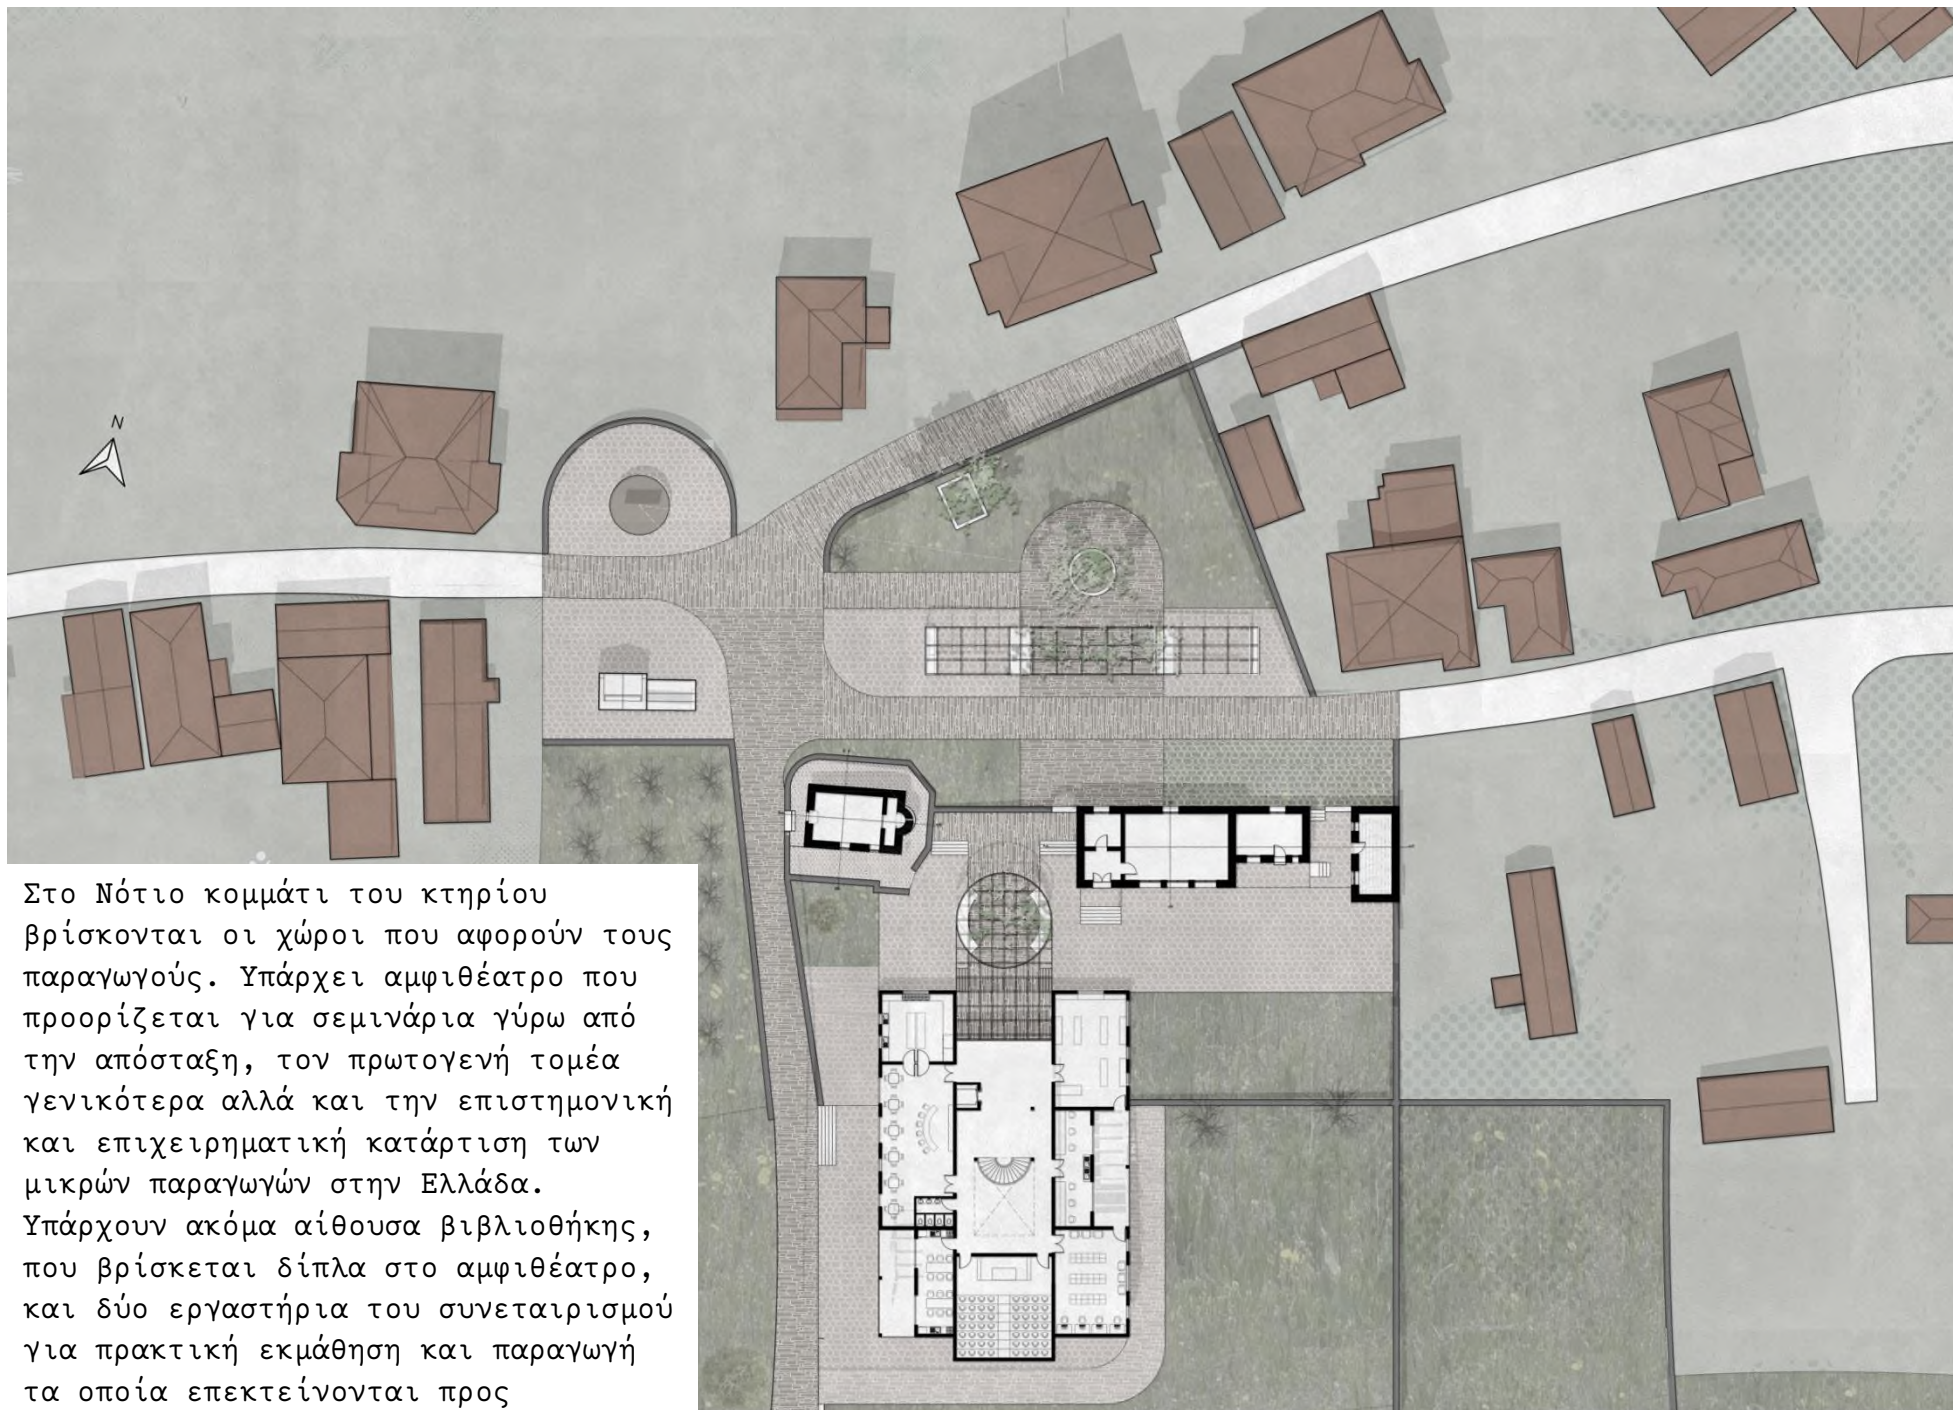 N
Στο Νότιο κομμάτι του κτηρίου
βρίσκονται οι χώροι που αφορούν τους
παραγωγούς. Υπάρχει αμφιθέατρο που
προορίζεται για σεμινάρια γύρω από
την απόσταξη, τον πρωτογενή τομέα
γενικότερα αλλά και την επιστημονική
και επιχειρηματική κατάρτιση των
μικρών παραγωγών στην Ελλάδα.
Υπάρχουν ακόμα αίθουσα βιβλιοθήκης,
που βρίσκεται δίπλα στο αμφιθέατρο,
και δύο εργαστήρια του συνεταιρισμού
για πρακτική εκμάθηση και παραγωγή
τα οποία επεκτείνονται προς